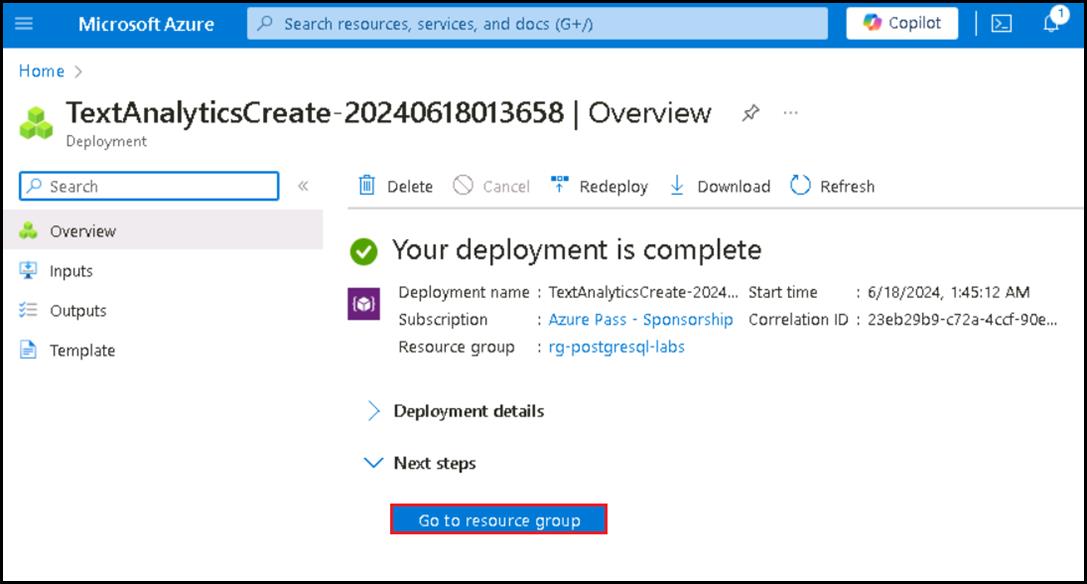 Microsoft Azure
Search resources, services, and docs (G+/)
Copilot
1
Home
TextAnalyticsCreate-20240618013658 | Overview
...
Deployment
Search
Delete
Cancel
Redeploy
Download
Refresh
Overview
Inputs
Outputs
Template
Your deployment is complete
Deployment name : TextAnalyticsCreate-2024... Start time : 6/18/2024, 1:45:12 AM
Subscription : Azure Pass - Sponsorship Correlation ID : 23eb29b9-c72a-4ccf-90e...
Resource group : rg-postgresql-labs
Deployment details
Next steps
Go to resource group